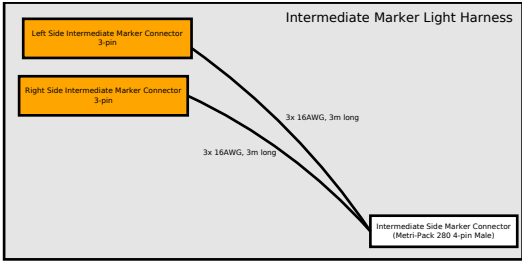 Intermediate Marker Light Harness
Left Side Intermediate Marker Connector
3-pin
Right Side Intermediate Marker Connector
3-pin
3x 16AWG, 3m long
3x 16AWG, 3m long
Intermediate Side Marker Connector
(Metri-Pack 280 4-pin Male)